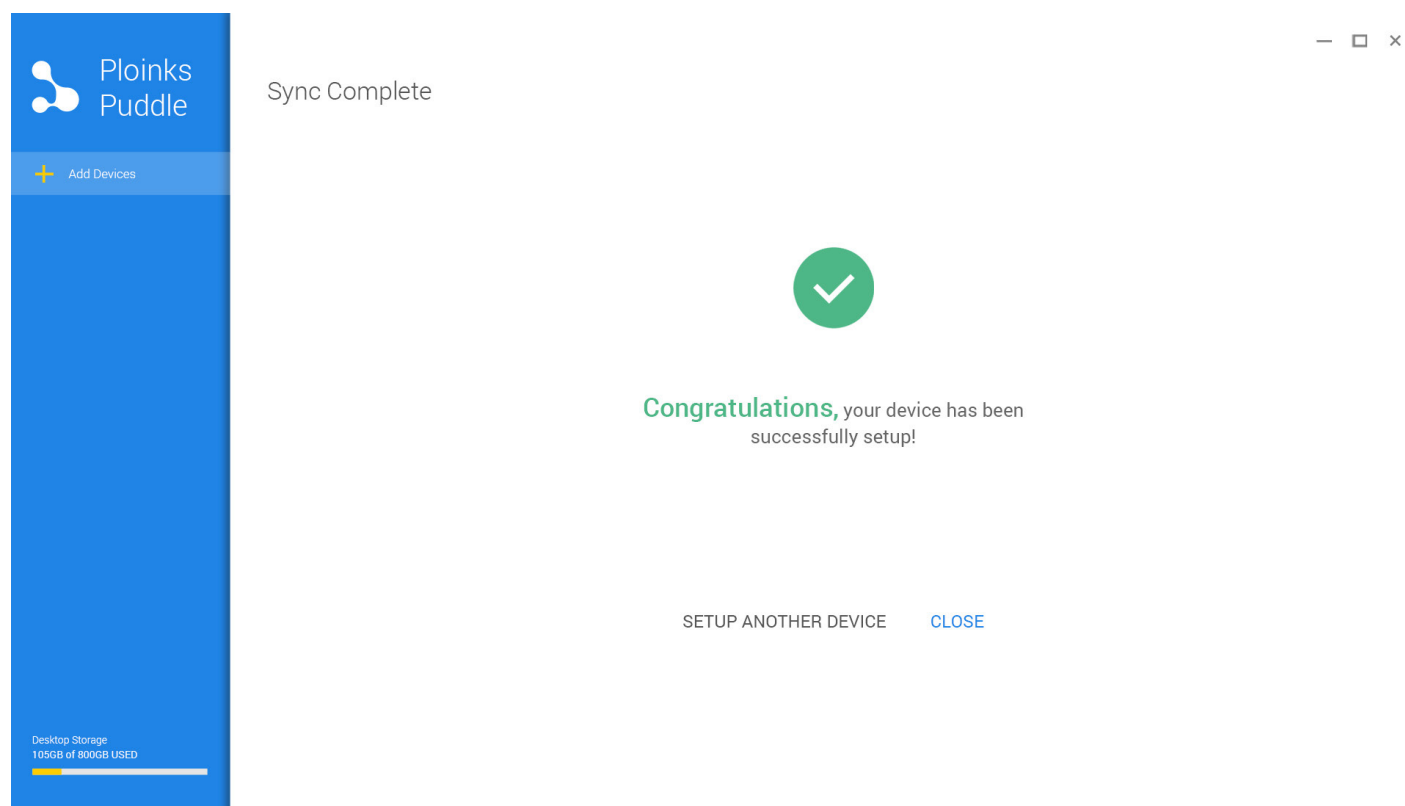 Ploinks
Puddle
Add Devices
Sync Complete
Congratulations, your device has been
successfully setup!
SETUP ANOTHER DEVICE CLOSE
Desktop Storage
105GB of 800GB USED